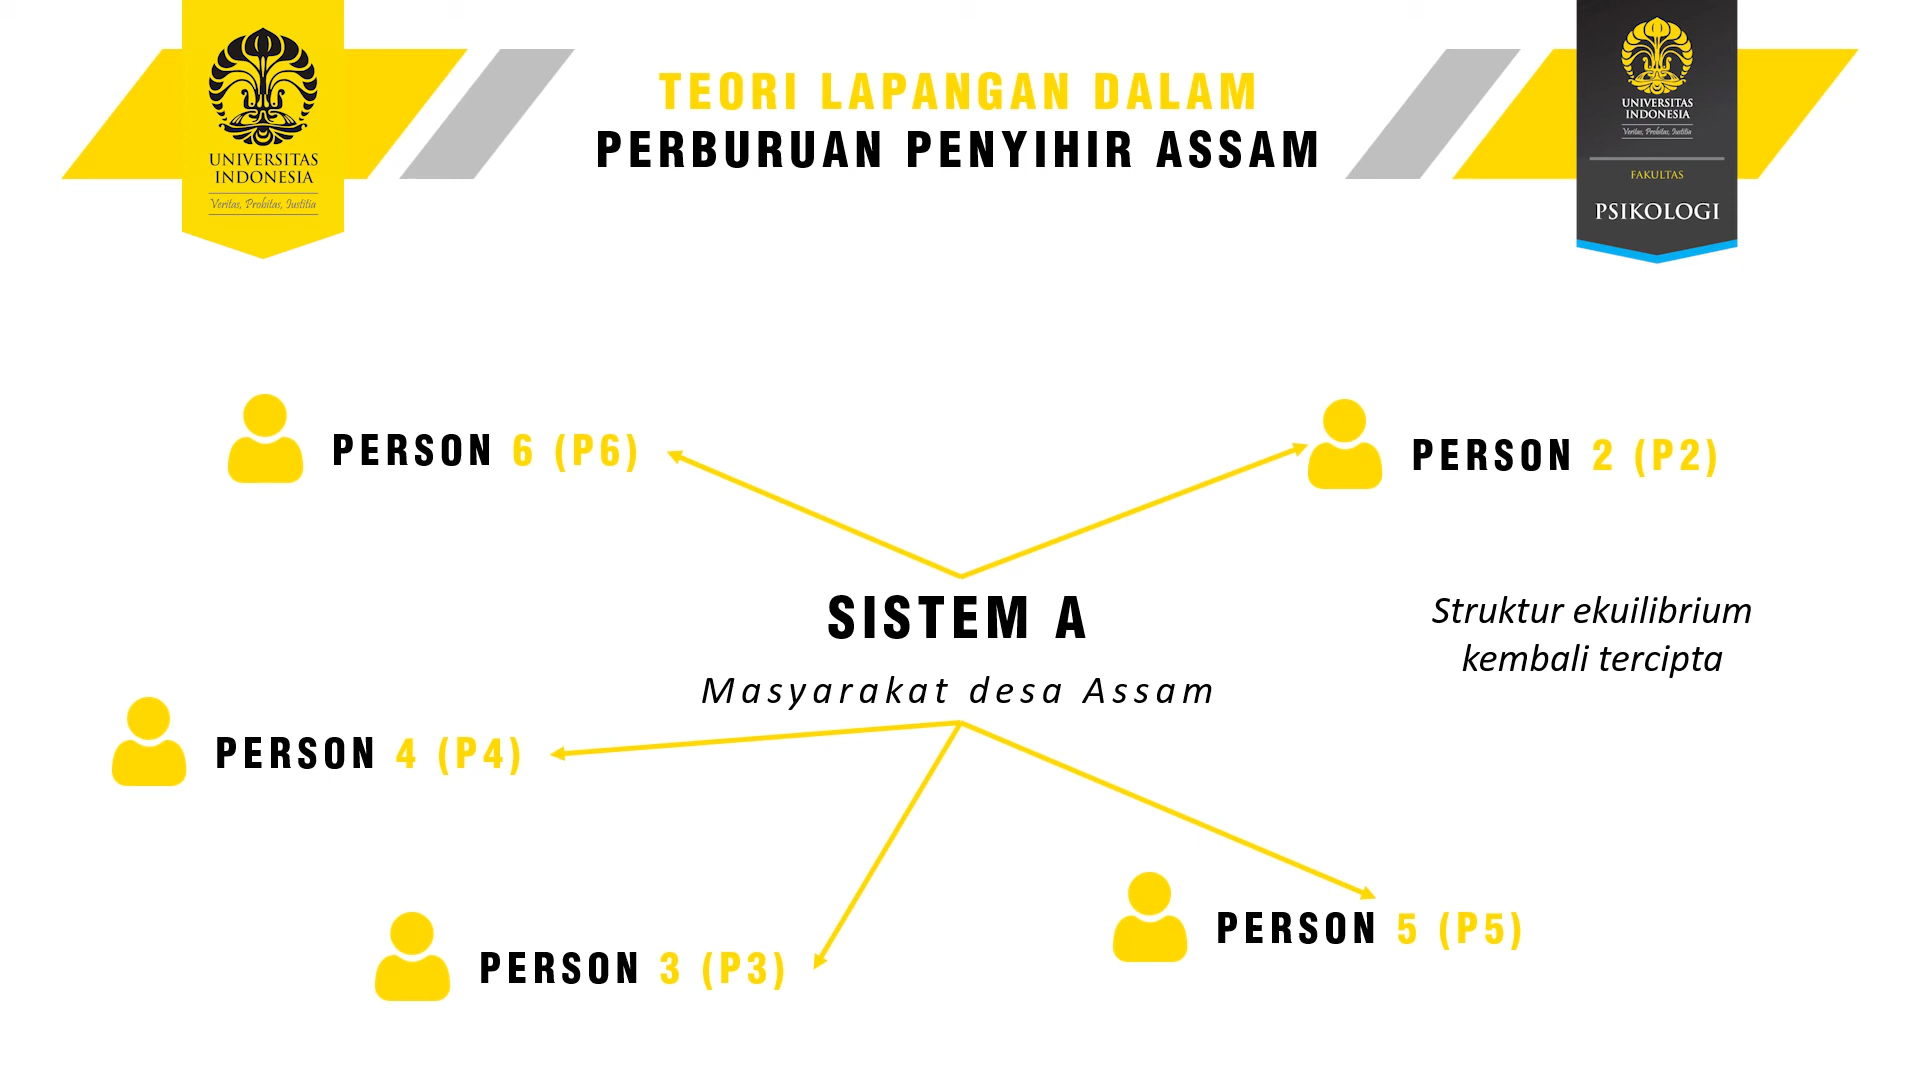 UNIVERSITAS
INDONESIA
Veritas, Probitas, Iustitia
TEORI LAPANGAN DALAM
PERBURUAN PENYIHIR ASSAM
UNIVERSITAS
INDONESIA
Veritas, Probitas, Iustitia
FAKULTAS
PSIKOLOGI
PERSON 6 (P6)
PERSON 2 (P2)
SISTEM A
Masyarakat desa Assam
Struktur ekuilibrium
kembali tercipta
PERSON 4 (P4)
PERSON 5 (P5)
PERSON 3 (P3)